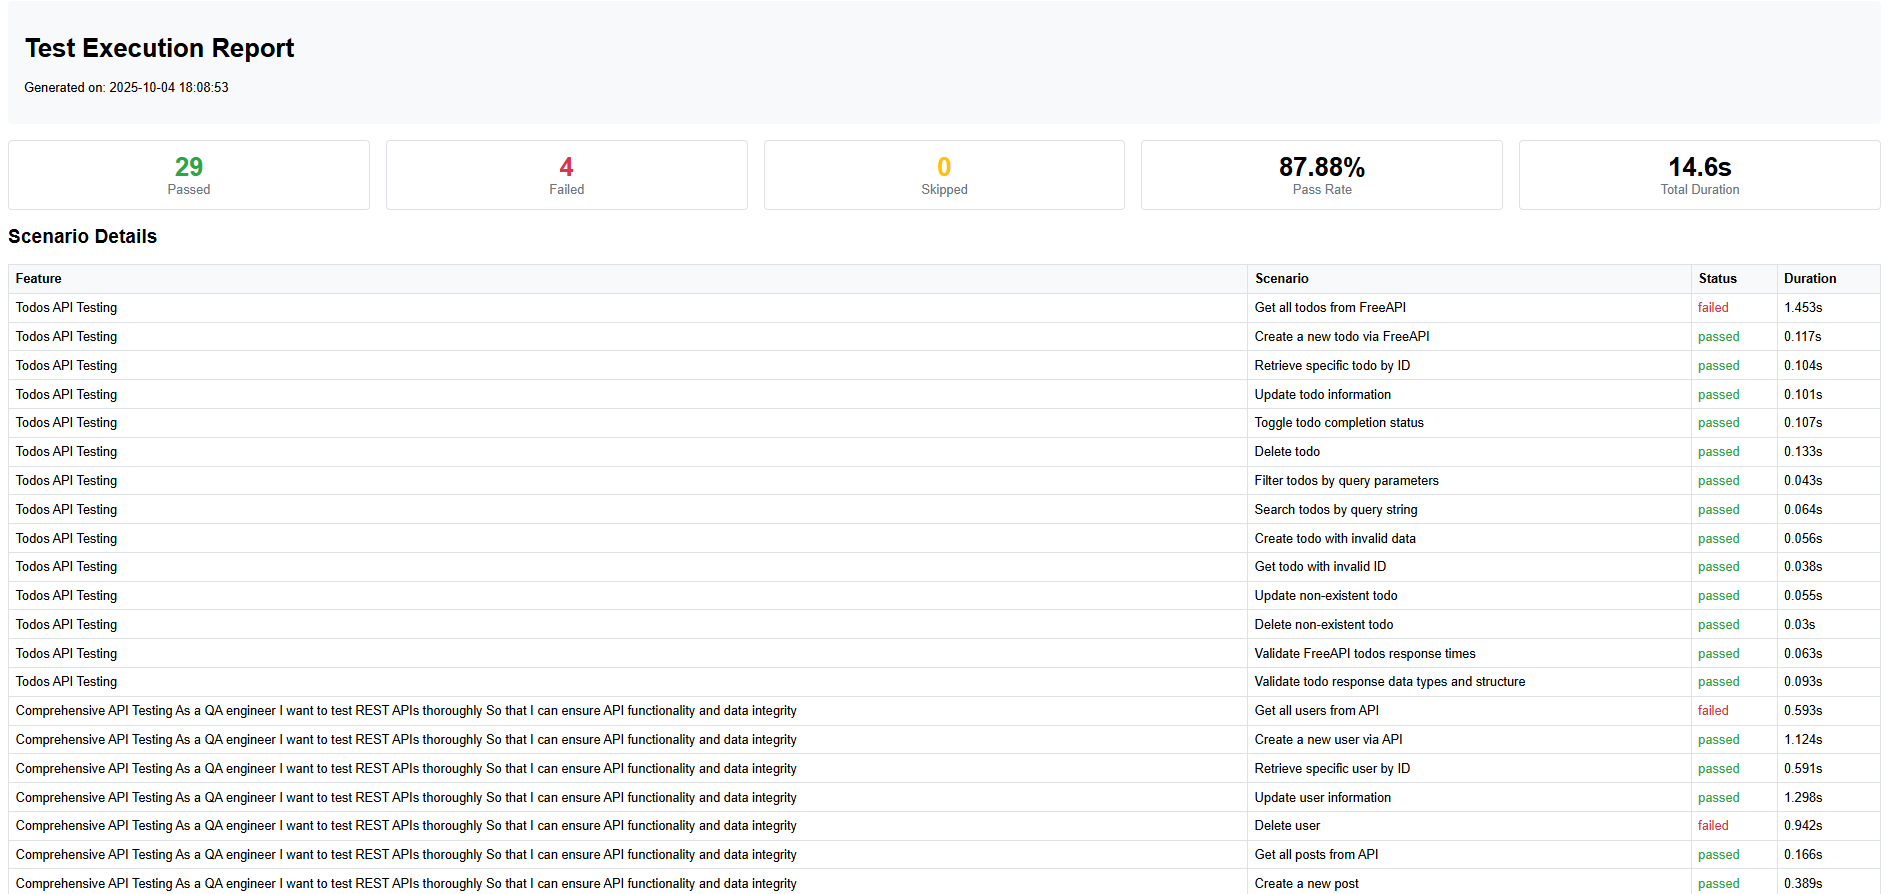 Test Execution Report
Generated on: 2025-10-04 18:08:53
29
Passed
4
Failed
0
Skipped
87.88%
Pass Rate
14.6s
Total Duration
Scenario Details
Feature Scenario Status Duration
Todos API Testing Get all todos from FreeAPI failed 1.453s
Todos API Testing Create a new todo via FreeAPI passed 0.117s
Todos API Testing Retrieve specific todo by ID passed 0.104s
Todos API Testing Update todo information passed 0.101s
Todos API Testing Toggle todo completion status passed 0.107s
Todos API Testing Delete todo passed 0.133s
Todos API Testing Filter todos by query parameters passed 0.043s
Todos API Testing Search todos by query string passed 0.064s
Todos API Testing Create todo with invalid data passed 0.056s
Todos API Testing Get todo with invalid ID passed 0.038s
Todos API Testing Update non-existent todo passed 0.055s
Todos API Testing Delete non-existent todo passed 0.03s
Todos API Testing Validate FreeAPI todos response times passed 0.063s
Todos API Testing Validate todo response data types and structure passed 0.093s
Comprehensive API Testing As a QA engineer I want to test REST APIs thoroughly So that I can ensure API functionality and data integrity Get all users from API failed 0.593s
Comprehensive API Testing As a QA engineer I want to test REST APIs thoroughly So that I can ensure API functionality and data integrity Create a new user via API passed 1.124s
Comprehensive API Testing As a QA engineer I want to test REST APIs thoroughly So that I can ensure API functionality and data integrity Retrieve specific user by ID passed 0.591s
Comprehensive API Testing As a QA engineer I want to test REST APIs thoroughly So that I can ensure API functionality and data integrity Update user information passed 1.298s
Comprehensive API Testing As a QA engineer I want to test REST APIs thoroughly So that I can ensure API functionality and data integrity Delete user failed 0.942s
Comprehensive API Testing As a QA engineer I want to test REST APIs thoroughly So that I can ensure API functionality and data integrity Get all posts from API passed 0.166s
Comprehensive API Testing As a QA engineer I want to test REST APIs thoroughly So that I can ensure API functionality and data integrity Create a new post passed 0.389s